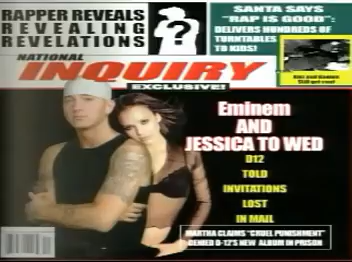 RAPPER REVEALS
REVEALING
REVELATIONS
?
SANTA SAYS
"RAP IS GOOD":
DELIVERS HUNDREDS OF
TURNTABLES
TO KIDS!
NATIONAL
INQUIRY
EXCLUSIVE!
Eminem
AND
JESSICA TO WED
D12
TOLD
INVITATIONS
LOST
IN MAIL
MARTHA CLAIMS "CRUEL PUNISHMENT"
DENIED D-12'S NEW ALBUM IN PRISON